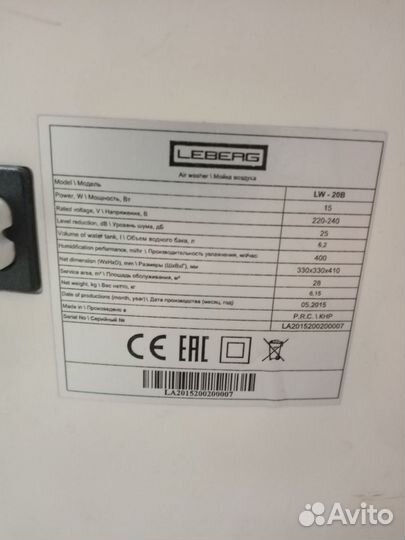 LEBERG
Air washer \ Мойка воздуха
Model \ Модель LW - 20B
Power, W \ Мощность, Вт 15
Rated voltage, V \ Напряжение, В 220-240
Level reduction, dB \ Уровень шума, дБ 25
Volume of water tank, l \ Объем водного бака, л 6,2
Humidification performance, ml\hr \ Производительность увлажнения, мл\час 400
Net dimension (WxHxD), mm \ Размеры (ШхВхГ), мм 330x330x410
Service area, m² \ Площадь обслуживания, м² 28
Net weight, kg \ Вес нетто, кг 6,15
Date of productions (month, year) \ Дата производства (месяц, год) 05.2015
Made in \ Произведено в P.R.C. \ КНР
Serial No \ Серийный № LA2015200200007
CE EAC
LA2015200200007
Avito